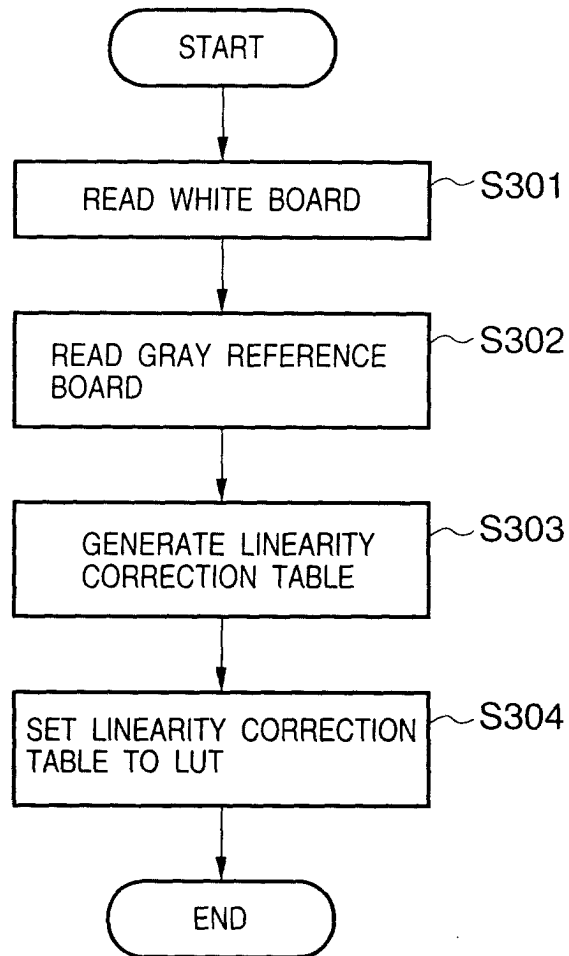 START
READ WHITE BOARD
S301
READ GRAY REFERENCE
BOARD
S302
GENERATE LINEARITY
CORRECTION TABLE
S303
SET LINEARITY CORRECTION
TABLE TO LUT
S304
END